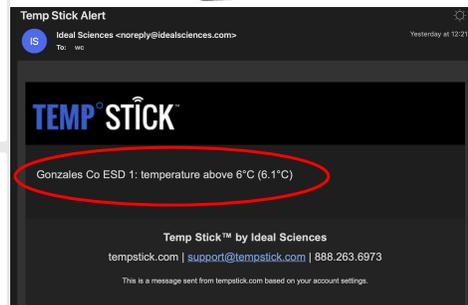 Temp Stick Alert
IS
Ideal Sciences <noreply@idealsciences.com>
Yesterday at 12:21
To: wc
TEMP°STICK™
Gonzales Co ESD 1: temperature above 6°C (6.1°C)
Temp Stick™ by Ideal Sciences
tempstick.com | support@tempstick.com | 888.263.6973
This is a message sent from tempstick.com based on your account settings.